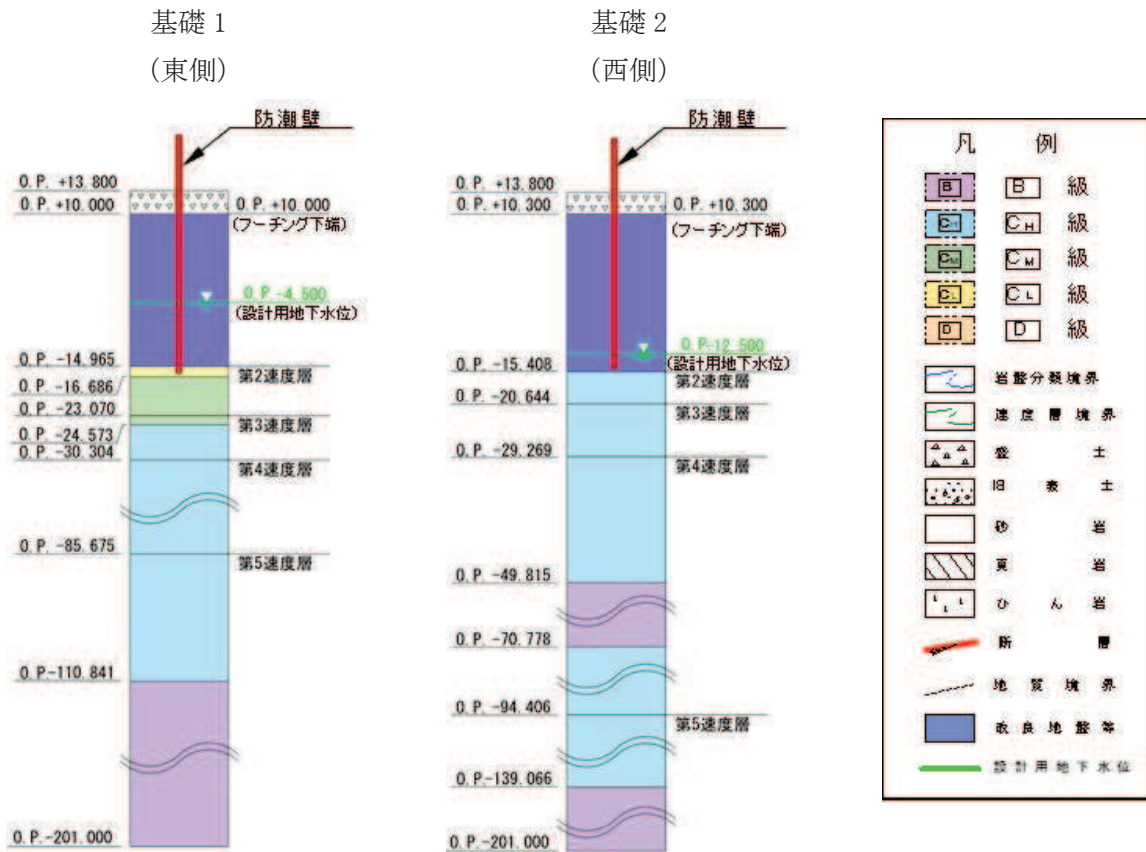 基礎 1
(東側)
防潮壁
O.P. +13.800
O.P. +10.000
O.P. +10.000
(フーチング下端)
O.P -4.500
(設計用地下水位)
O.P. -14.965
第2速度層
O.P. -16.686
O.P. -23.070
第3速度層
O.P. -24.573
O.P. -30.304
第4速度層
O.P. -85.675
第5速度層
O.P-110.841
O.P.-201.000
基礎 2
(西側)
防潮壁
O.P. +13.800
O.P. +10.300
O.P. +10.300
(フーチング下端)
O.P-12.500
(設計用地下水位)
O.P. -15.408
第2速度層
O.P. -20.644
第3速度層
O.P. -29.269
第4速度層
O.P. -49.815
O.P. -70.778
O.P. -94.406
第5速度層
O.P.-139.066
O.P.-201.000
凡 例
B B 級
CH CH 級
CM CM 級
CL CL 級
D D 級
岩盤分類境界
速度層境界
盛土
旧表土
砂岩
頁岩
ひん岩
断層
地質境界
改良地盤等
設計用地下水位